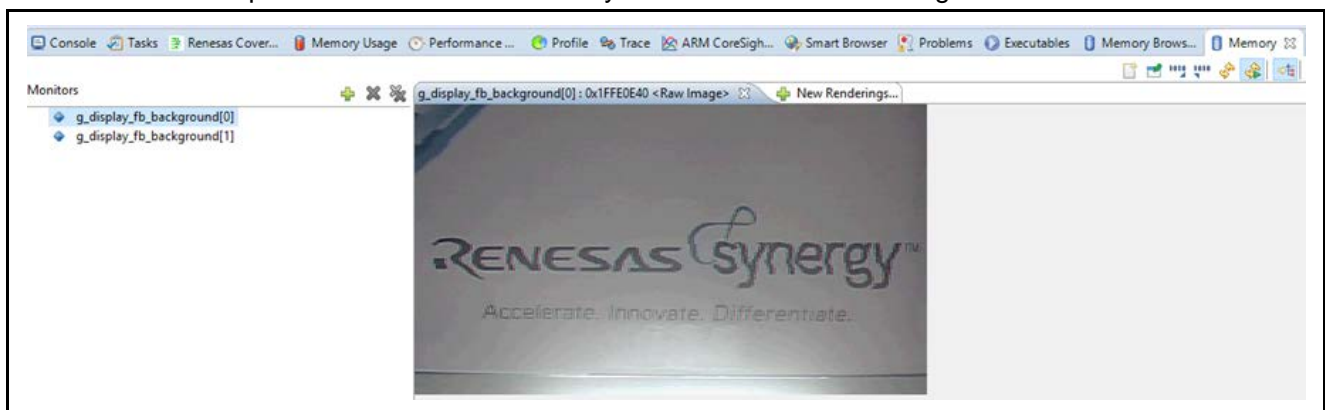 Console Tasks Renesas Cover... Memory Usage Performance ... Profile Trace ARM CoreSigh... Smart Browser Problems Executables Memory Brows... Memory
Monitors
g_display_fb_background[0] : 0x1FFE0E40 <Raw Image> New Renderings...
g_display_fb_background[0]
g_display_fb_background[1]
RENESAS synergy™
Accelerate. Innovate. Differentiate.